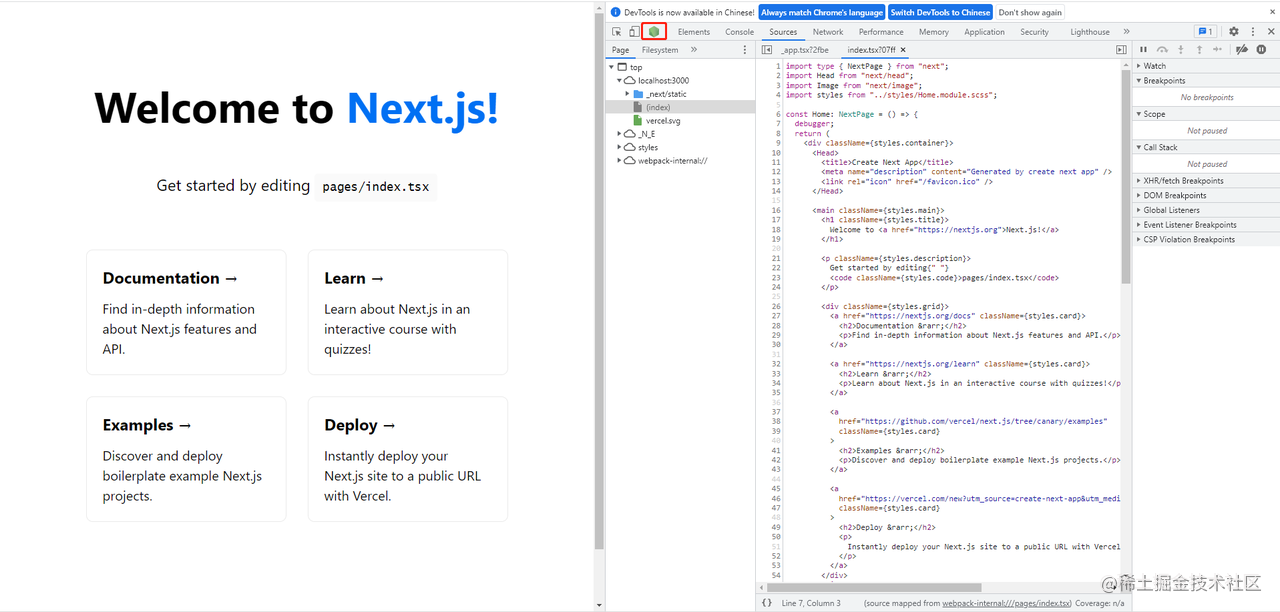 Welcome to Next.js!
Get started by editing pages/index.tsx
Documentation →
Find in-depth information
about Next.js features and
API.
Learn →
Learn about Next.js in an
interactive course with
quizzes!
Examples →
Discover and deploy
boilerplate example Next.js
projects.
Deploy →
Instantly deploy your
Next.js site to a public URL
with Vercel.
DevTools is now available in Chinese! Always match Chrome's language Switch DevTools to Chinese Don't show again
Elements Console Sources Network Performance Memory Application Security Lighthouse » 1
Page Filesystem »
top
localhost:3000
_next/static
(index)
vercel.svg
_N_E
styles
webpack-internal://
_app.tsx?2fbe index.tsx?07ff
1 import type { NextPage } from "next";
2 import Head from "next/head";
3 import Image from "next/image";
4 import styles from "../styles/Home.module.scss";
5
6 const Home: NextPage = () => {
7 debugger;
8 return (
9 <div className={styles.container}>
10 <Head>
11 <title>Create Next App</title>
12 <meta name="description" content="Generated by create next app" />
13 <link rel="icon" href="/favicon.ico" />
14 </Head>
15
16 <main className={styles.main}>
17 <h1 className={styles.title}>
18 Welcome to <a href="https://nextjs.org">Next.js!</a>
19 </h1>
20
21 <p className={styles.description}>
22 Get started by editing{" "}
23 <code className={styles.code}>pages/index.tsx</code>
24 </p>
25
26 <div className={styles.grid}>
27 <a href="https://nextjs.org/docs" className={styles.card}>
28 <h2>Documentation &rarr;</h2>
29 <p>Find in-depth information about Next.js features and API.</p>
30 </a>
31
32 <a href="https://nextjs.org/learn" className={styles.card}>
33 <h2>Learn &rarr;</h2>
34 <p>Learn about Next.js in an interactive course with quizzes!</p
35 </a>
36
37 <a
38 href="https://github.com/vercel/next.js/tree/canary/examples"
39 className={styles.card}
40 >
41 <h2>Examples &rarr;</h2>
42 <p>Discover and deploy boilerplate example Next.js projects.</p>
43 </a>
44
45 <a
46 href="https://vercel.com/new?utm_source=create-next-app&utm_medi
47 className={styles.card}
48 >
49 <h2>Deploy &rarr;</h2>
50 <p>
51 Instantly deploy your Next.js site to a public URL with Vercel
52 </p>
53 </a>
54 </div>
{} Line 7, Column 3 (source mapped from webpack-internal:///pages/index.tsx) Coverage: n/a
Watch
Breakpoints
No breakpoints
Scope
Not paused
Call Stack
Not paused
XHR/fetch Breakpoints
DOM Breakpoints
Global Listeners
Event Listener Breakpoints
CSP Violation Breakpoints
@稀土掘金技术社区